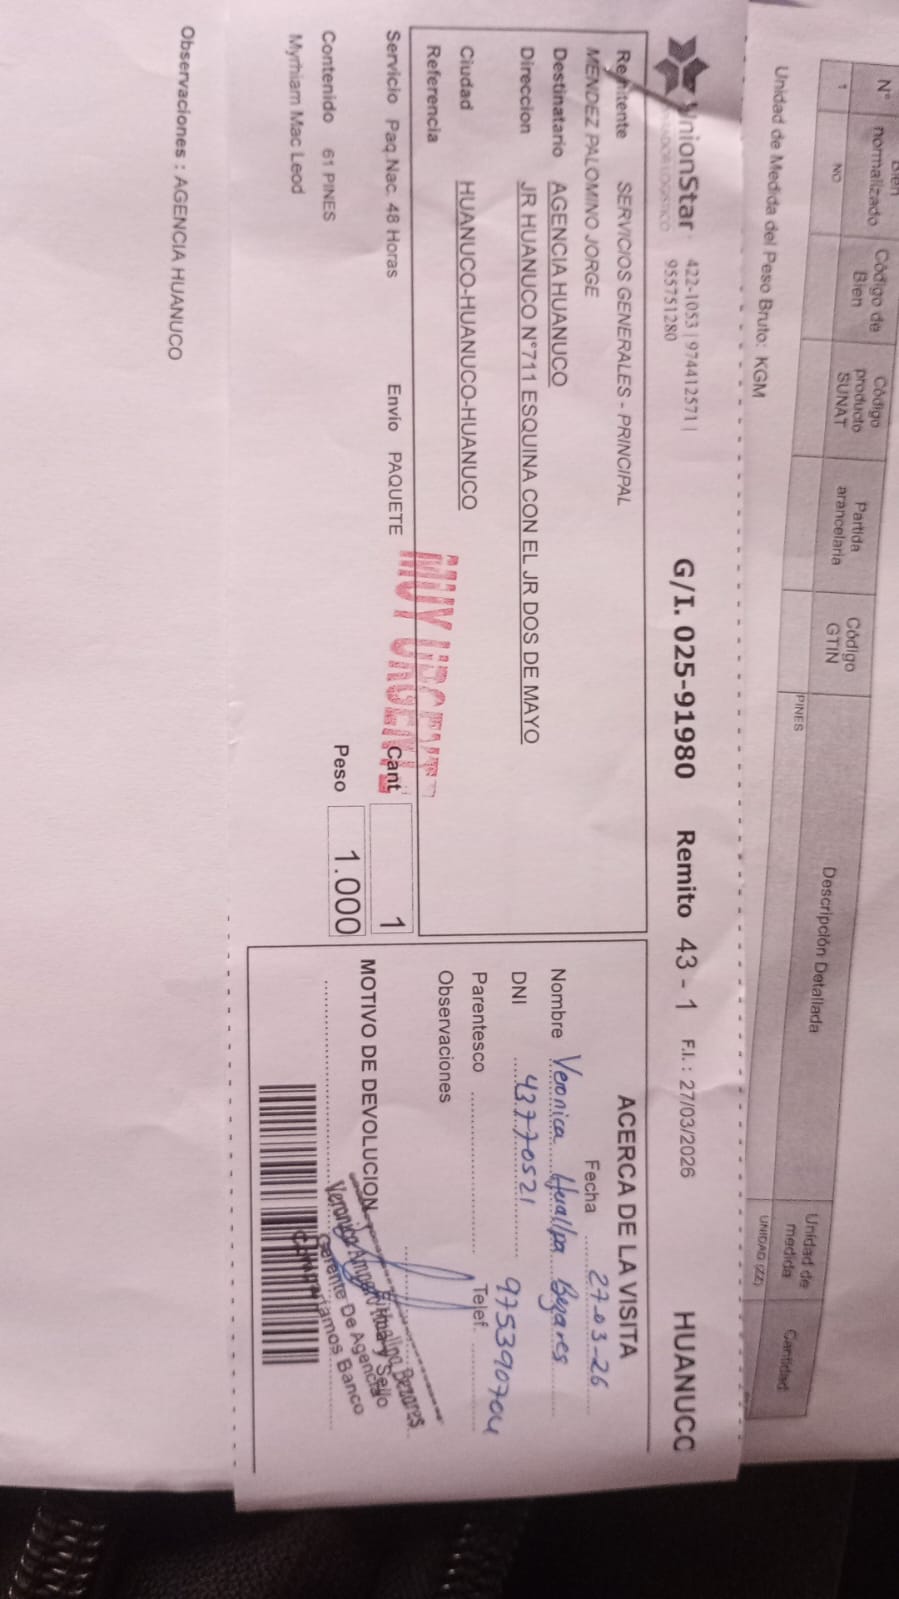 Bien
N° normalizado Código de Bien Código producto SUNAT Partida arancelaria Código GTIN Descripción Detallada Unidad de medida Cantidad
1 NO PINES UNIDAD (ZZ)
Unidad de Medida del Peso Bruto: KGM
UnionStar 422-1053 | 974412571 |
955751280
G/I. 025-91980 Remito 43 - 1 F.I.: 27/03/2026 HUANUCC
Remitente SERVICIOS GENERALES - PRINCIPAL
MENDEZ PALOMINO JORGE
Destinatario AGENCIA HUANUCO
Direccion JR HUANUCO N°711 ESQUINA CON EL JR DOS DE MAYO
Ciudad HUANUCO-HUANUCO-HUANUCO
Referencia
MUY URGENTE
Servicio Paq.Nac. 48 Horas Envio PAQUETE Cant 1
Peso 1.000
Contenido 61 PINES
Myrhiam Mac Leod
ACERCA DE LA VISITA
Fecha 27-03-26
Nombre Veronica Huallpa Bejares
DNI 43770521
975390704
Parentesco Telef.
Observaciones
Firma y Sello
MOTIVO DE DEVOLUCION
Gerente De Agencia
Banco
Observaciones : AGENCIA HUANUCO